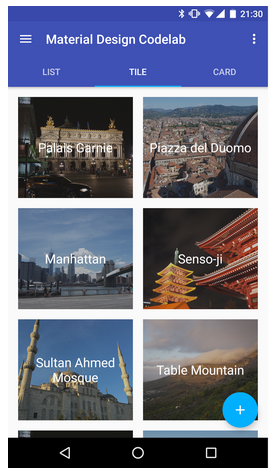 21:30
Material Design Codelab
LIST TILE CARD
Palais Garnie Piazza del Duomo
Manhattan Senso-ji
Sultan Ahmed
Mosque
Table Mountain